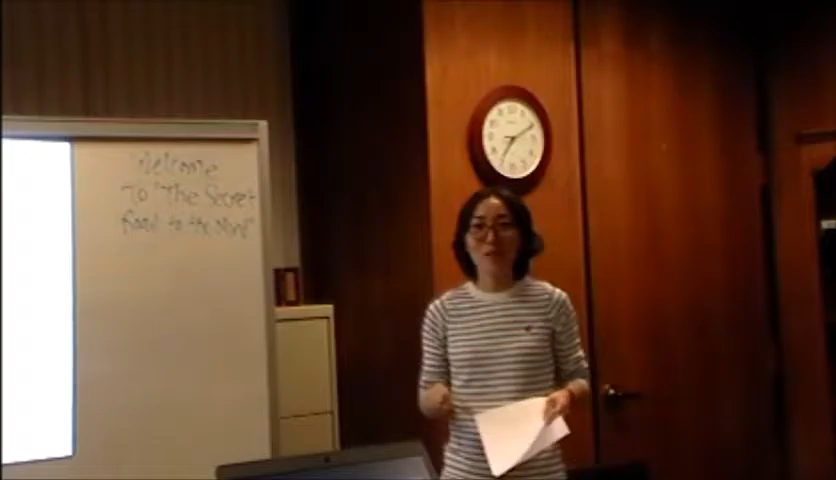 Welcome
To "The Secret
Road to the Mind"